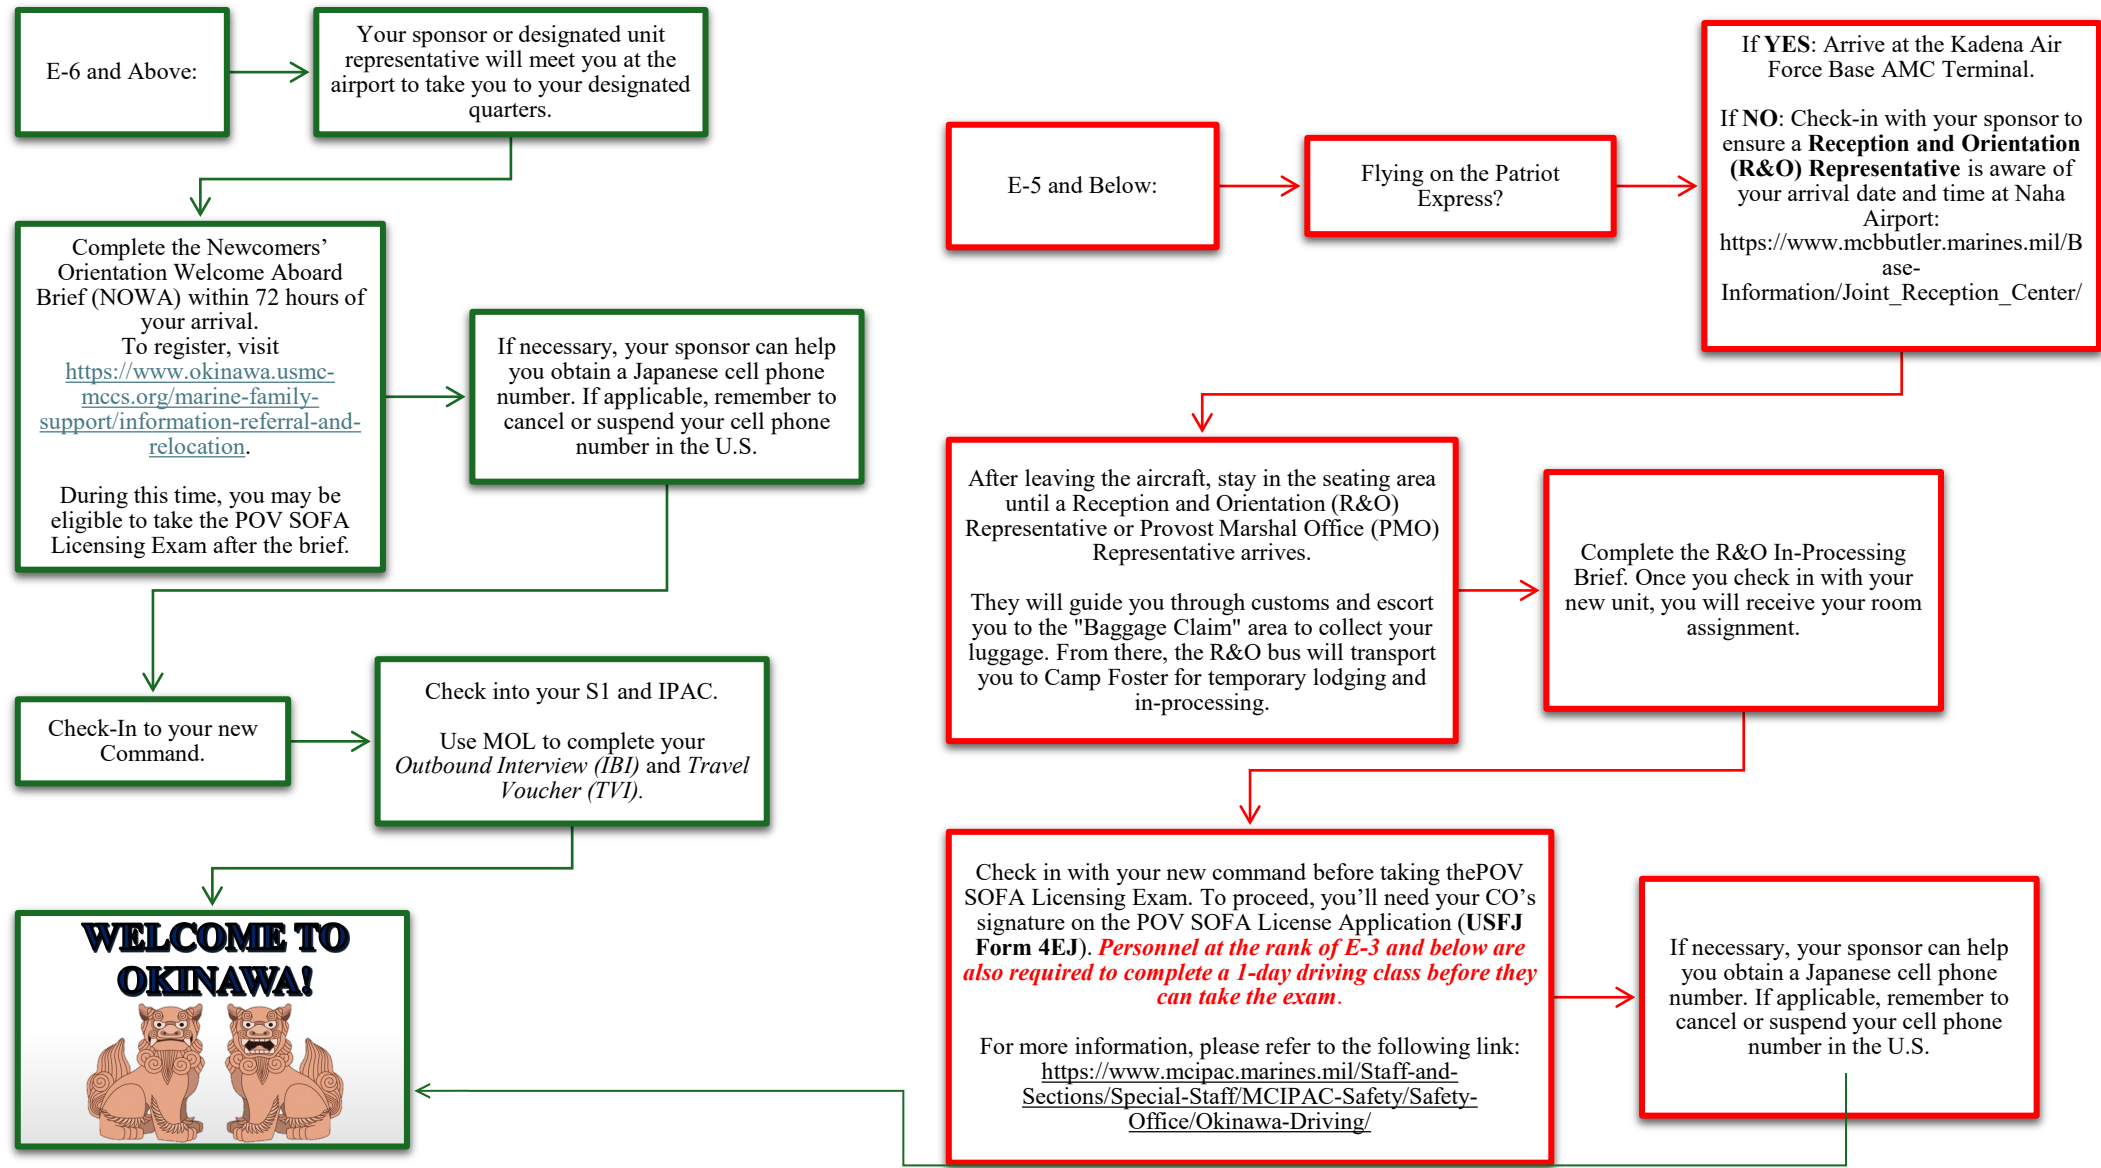 E-6 and Above:
Your sponsor or designated unit
representative will meet you at the
airport to take you to your designated
quarters.
Complete the Newcomers’
Orientation Welcome Aboard
Brief (NOWA) within 72 hours of
your arrival.
To register, visit
https://www.okinawa.usmc-
mccs.org/marine-family-
support/information-referral-and-
relocation.
During this time, you may be
eligible to take the POV SOFA
Licensing Exam after the brief.
If necessary, your sponsor can help
you obtain a Japanese cell phone
number. If applicable, remember to
cancel or suspend your cell phone
number in the U.S.
Check-In to your new
Command.
Check into your S1 and IPAC.
Use MOL to complete your
Outbound Interview (IBI) and Travel
Voucher (TVI).
WELCOME TO
OKINAWA!
E-5 and Below:
Flying on the Patriot
Express?
If YES: Arrive at the Kadena Air
Force Base AMC Terminal.
If NO: Check-in with your sponsor to
ensure a Reception and Orientation
(R&O) Representative is aware of
your arrival date and time at Naha
Airport:
https://www.mcbbutler.marines.mil/B
ase-
Information/Joint_Reception_Center/
After leaving the aircraft, stay in the seating area
until a Reception and Orientation (R&O)
Representative or Provost Marshal Office (PMO)
Representative arrives.
They will guide you through customs and escort
you to the "Baggage Claim" area to collect your
luggage. From there, the R&O bus will transport
you to Camp Foster for temporary lodging and
in-processing.
Complete the R&O In-Processing
Brief. Once you check in with your
new unit, you will receive your room
assignment.
Check in with your new command before taking thePOV
SOFA Licensing Exam. To proceed, you’ll need your CO’s
signature on the POV SOFA License Application (USFJ
Form 4EJ). Personnel at the rank of E-3 and below are
also required to complete a 1-day driving class before they
can take the exam.
For more information, please refer to the following link:
https://www.mcipac.marines.mil/Staff-and-
Sections/Special-Staff/MCIPAC-Safety/Safety-
Office/Okinawa-Driving/
If necessary, your sponsor can help
you obtain a Japanese cell phone
number. If applicable, remember to
cancel or suspend your cell phone
number in the U.S.